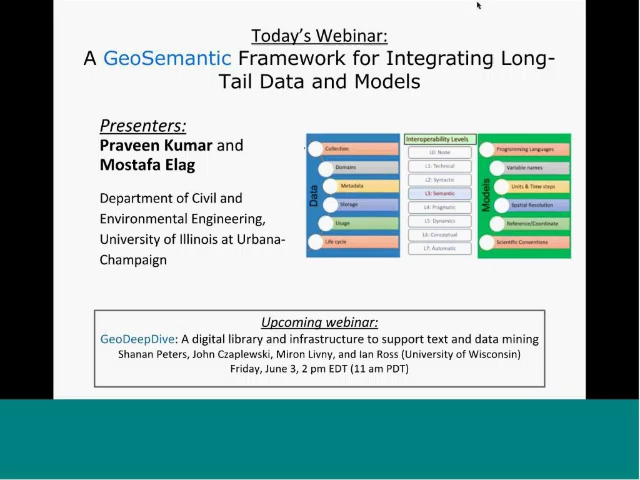 Today's Webinar:
A GeoSemantic Framework for Integrating Long-
Tail Data and Models
Presenters:
Praveen Kumar and
Mostafa Elag
Department of Civil and
Environmental Engineering,
University of Illinois at Urbana-
Champaign
Data
Collection
Domains
Metadata
Storage
Usage
Life cycle
Interoperability Levels
L0: None
L1: Technical
L2: Syntactic
L3: Semantic
L4: Pragmatic
L5: Dynamics
L6: Conceptual
L7: Automatic
Models
Programming Languages
Variable names
Units & Time steps
Spatial Resolution
Reference/Coordinate
Scientific Conventions
Upcoming webinar:
GeoDeepDive: A digital library and infrastructure to support text and data mining
Shanan Peters, John Czaplewski, Miron Livny, and Ian Ross (University of Wisconsin)
Friday, June 3, 2 pm EDT (11 am PDT)